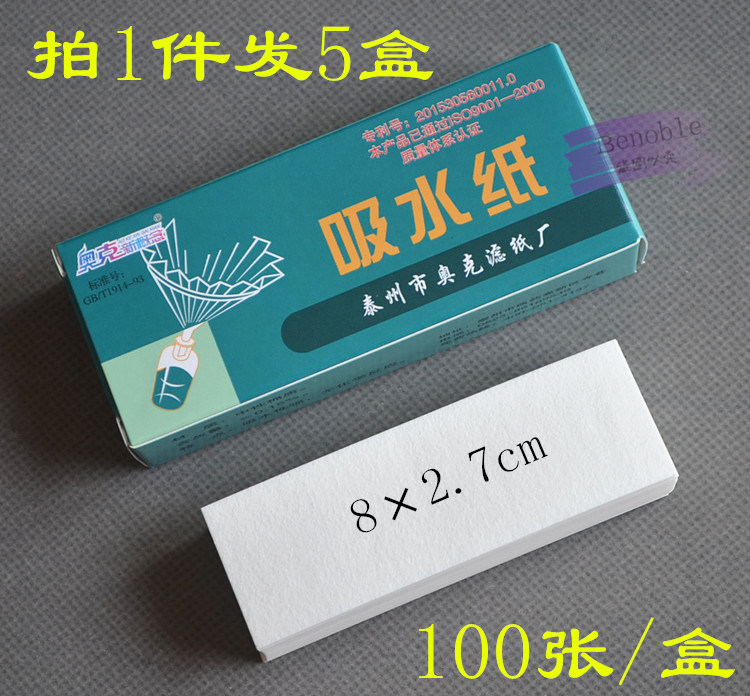 拍1件发5盒
专利号：201530580011.0
本产品已通过ISO9001—2000
质量体系认证
Benoble
吸水纸
奥克新概念
标准号：
GB/T1914-93
泰州市奥克滤纸厂
8×2.7cm
100张/盒